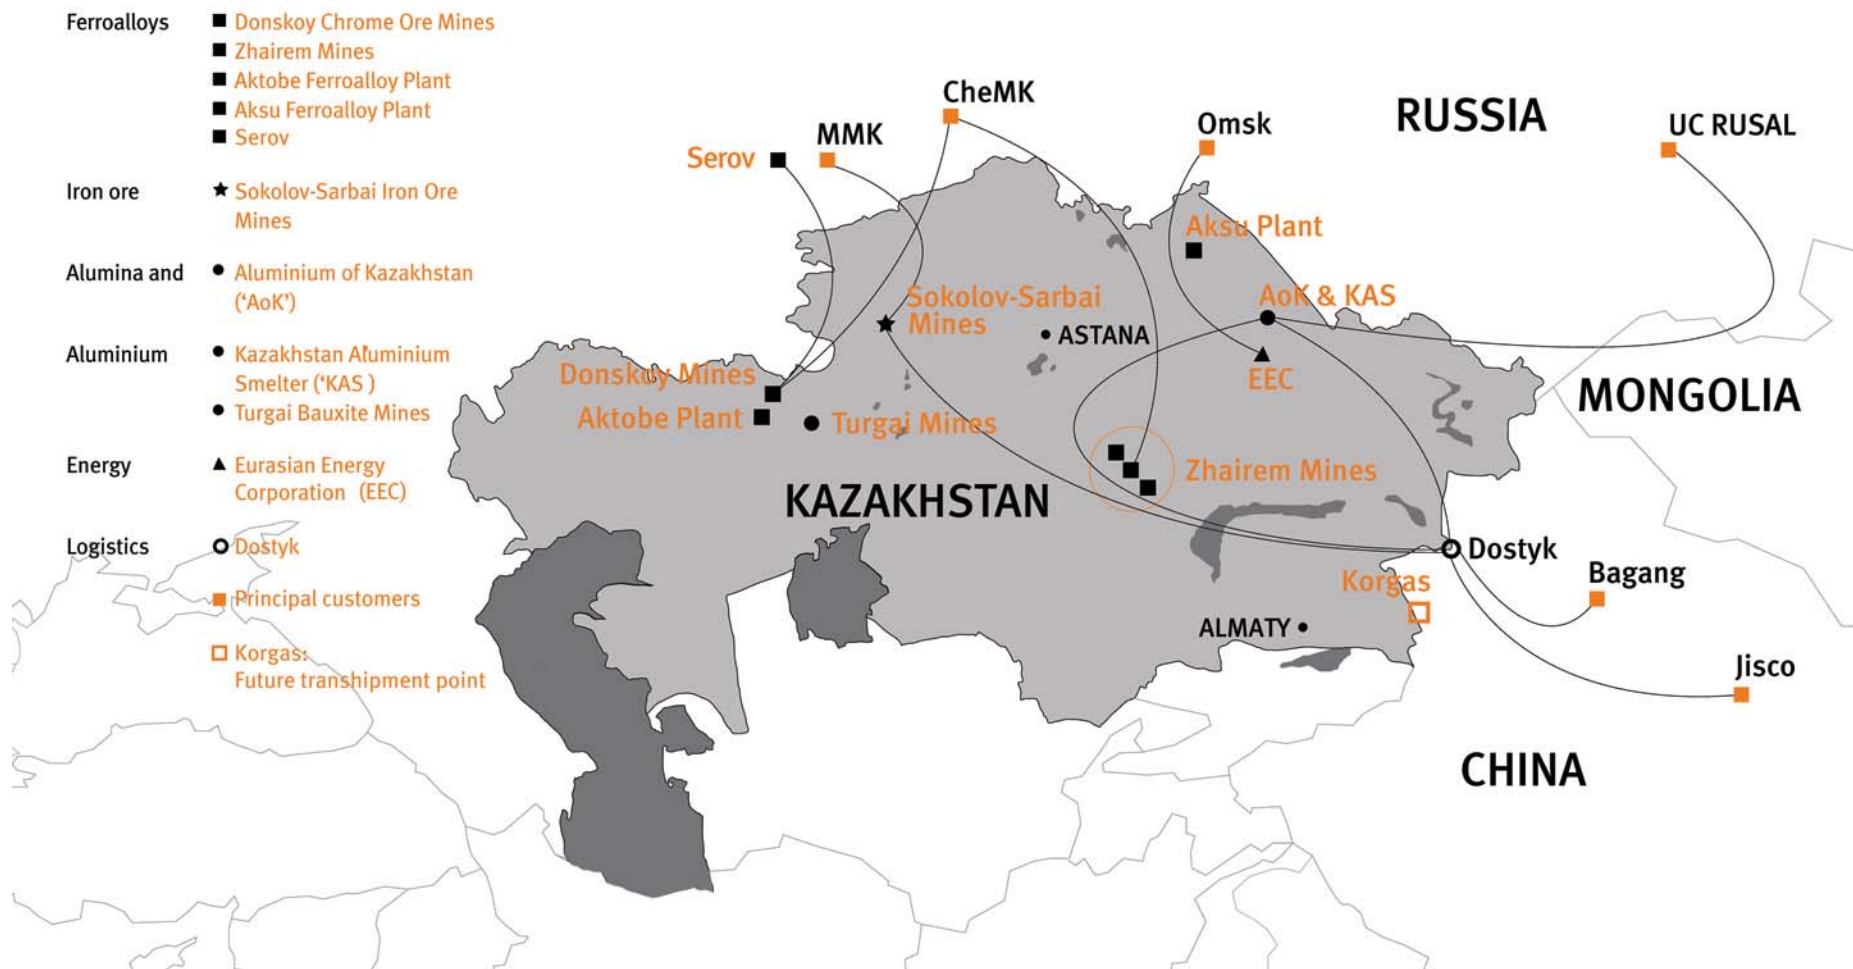 Ferroalloys
Donskoy Chrome Ore Mines
Zhairem Mines
Aktobe Ferroalloy Plant
Aksu Ferroalloy Plant
Serov
Iron ore
Sokolov-Sarbai Iron Ore
Mines
Alumina and
Aluminium of Kazakhstan
(‘AoK’)
Aluminium
Kazakhstan Aluminium
Smelter (‘KAS )
Turgai Bauxite Mines
Energy
Eurasian Energy
Corporation (EEC)
Logistics
Dostyk
Principal customers
Korgas:
Future transhipment point
CheMK
MMK
Serov
Omsk
RUSSIA
UC RUSAL
Aksu Plant
Sokolov-Sarbai
Mines
ASTANA
AoK & KAS
EEC
Donskoy Mines
Aktobe Plant
Turgai Mines
MONGOLIA
Zhairem Mines
KAZAKHSTAN
Dostyk
Bagang
Korgas
ALMATY
Jisco
CHINA